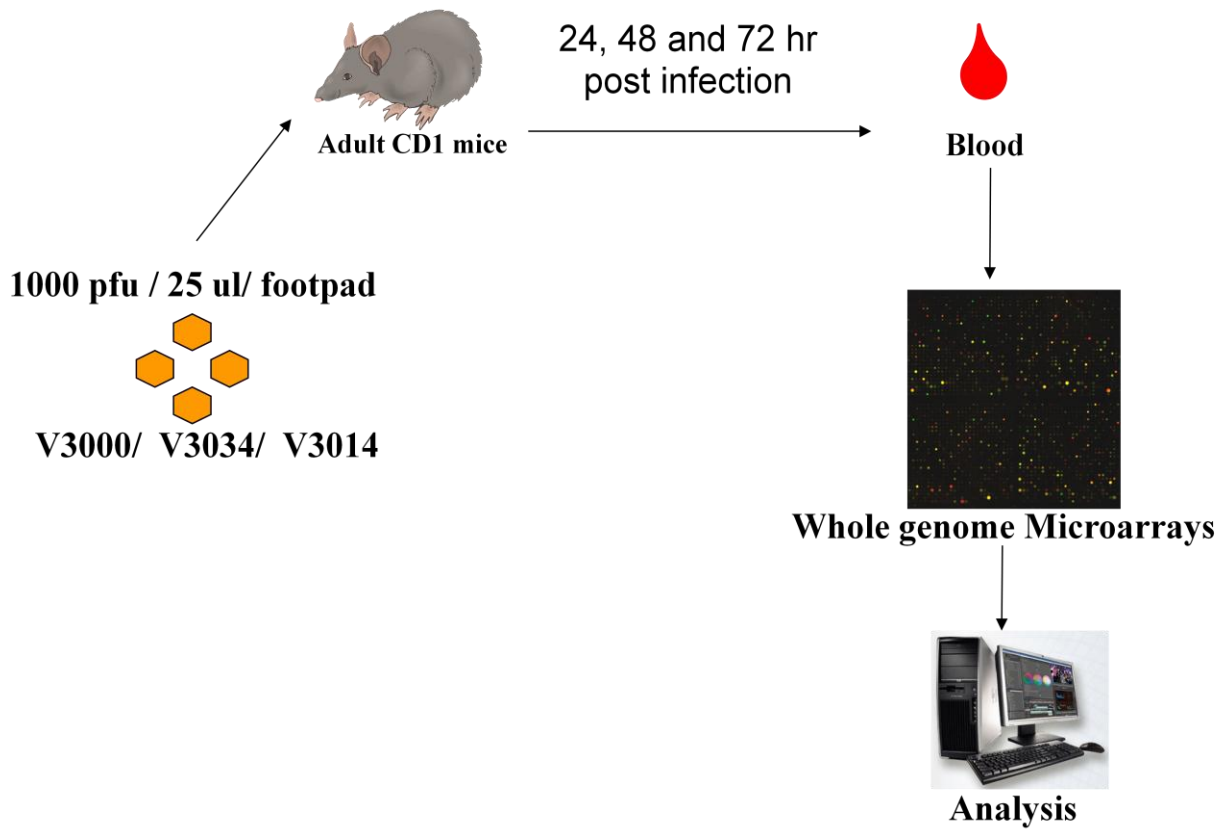 24, 48 and 72 hr
post infection
Adult CD1 mice
Blood
1000 pfu / 25 ul/ footpad
V3000/ V3034/ V3014
Whole genome Microarrays
Analysis